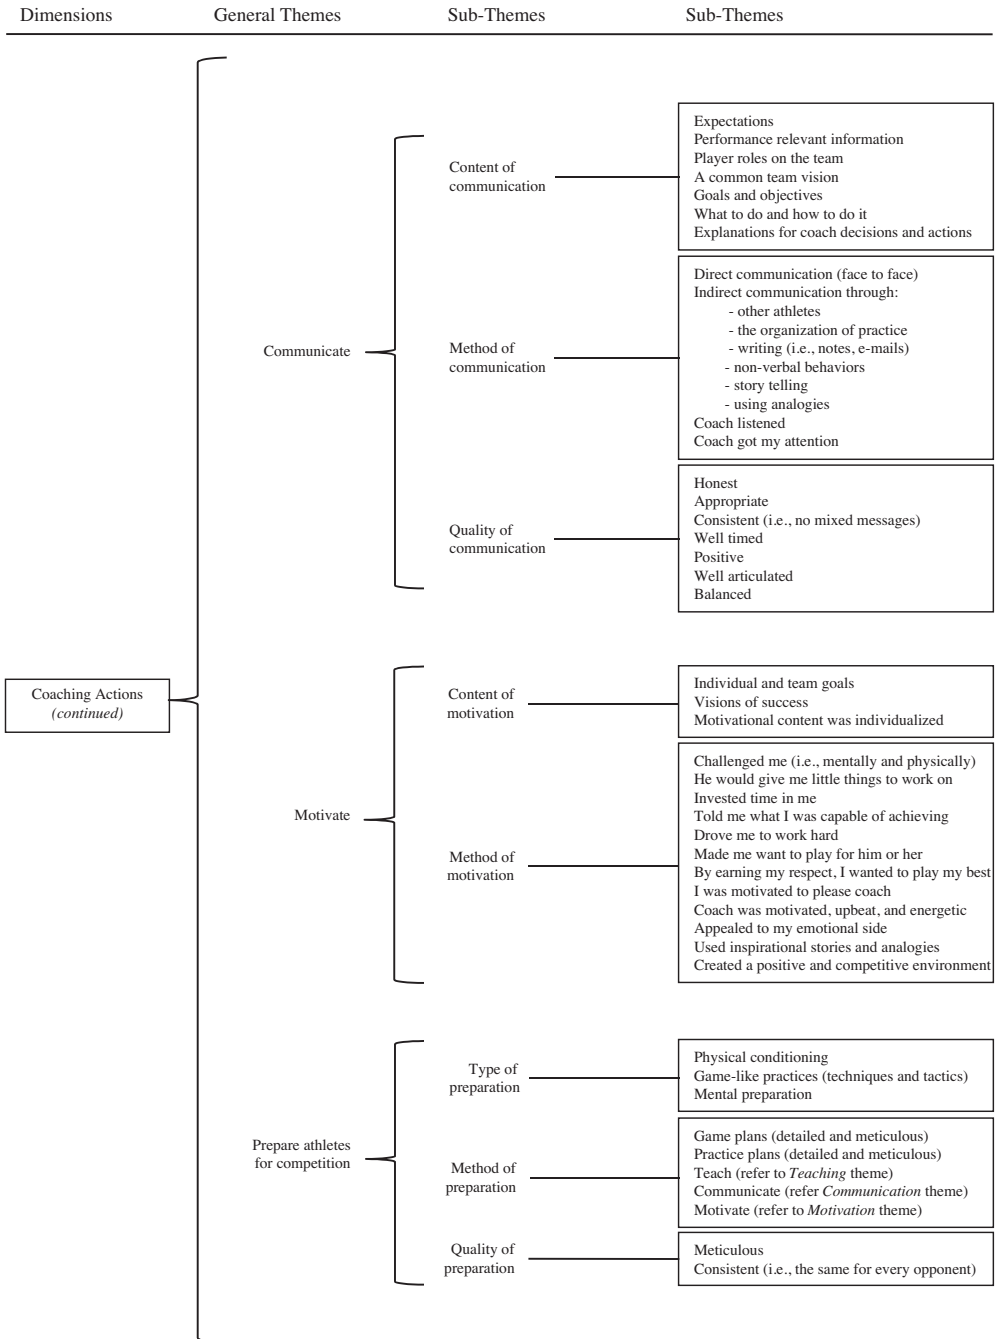 Dimensions General Themes Sub-Themes Sub-Themes
Expectations
Performance relevant information
Player roles on the team
A common team vision
Goals and objectives
What to do and how to do it
Explanations for coach decisions and actions
Content of
communication
Direct communication (face to face)
Indirect communication through:
- other athletes
- the organization of practice
- writing (i.e., notes, e-mails)
- non-verbal behaviors
- story telling
- using analogies
Coach listened
Coach got my attention
Communicate
Method of
communication
Honest
Appropriate
Consistent (i.e., no mixed messages)
Well timed
Positive
Well articulated
Balanced
Quality of
communication
Coaching Actions
(continued)
Content of
motivation
Individual and team goals
Visions of success
Motivational content was individualized
Motivate
Method of
motivation
Challenged me (i.e., mentally and physically)
He would give me little things to work on
Invested time in me
Told me what I was capable of achieving
Drove me to work hard
Made me want to play for him or her
By earning my respect, I wanted to play my best
I was motivated to please coach
Coach was motivated, upbeat, and energetic
Appealed to my emotional side
Used inspirational stories and analogies
Created a positive and competitive environment
Type of
preparation
Physical conditioning
Game-like practices (techniques and tactics)
Mental preparation
Prepare athletes
for competition
Method of
preparation
Game plans (detailed and meticulous)
Practice plans (detailed and meticulous)
Teach (refer to Teaching theme)
Communicate (refer Communication theme)
Motivate (refer to Motivation theme)
Quality of
preparation
Meticulous
Consistent (i.e., the same for every opponent)